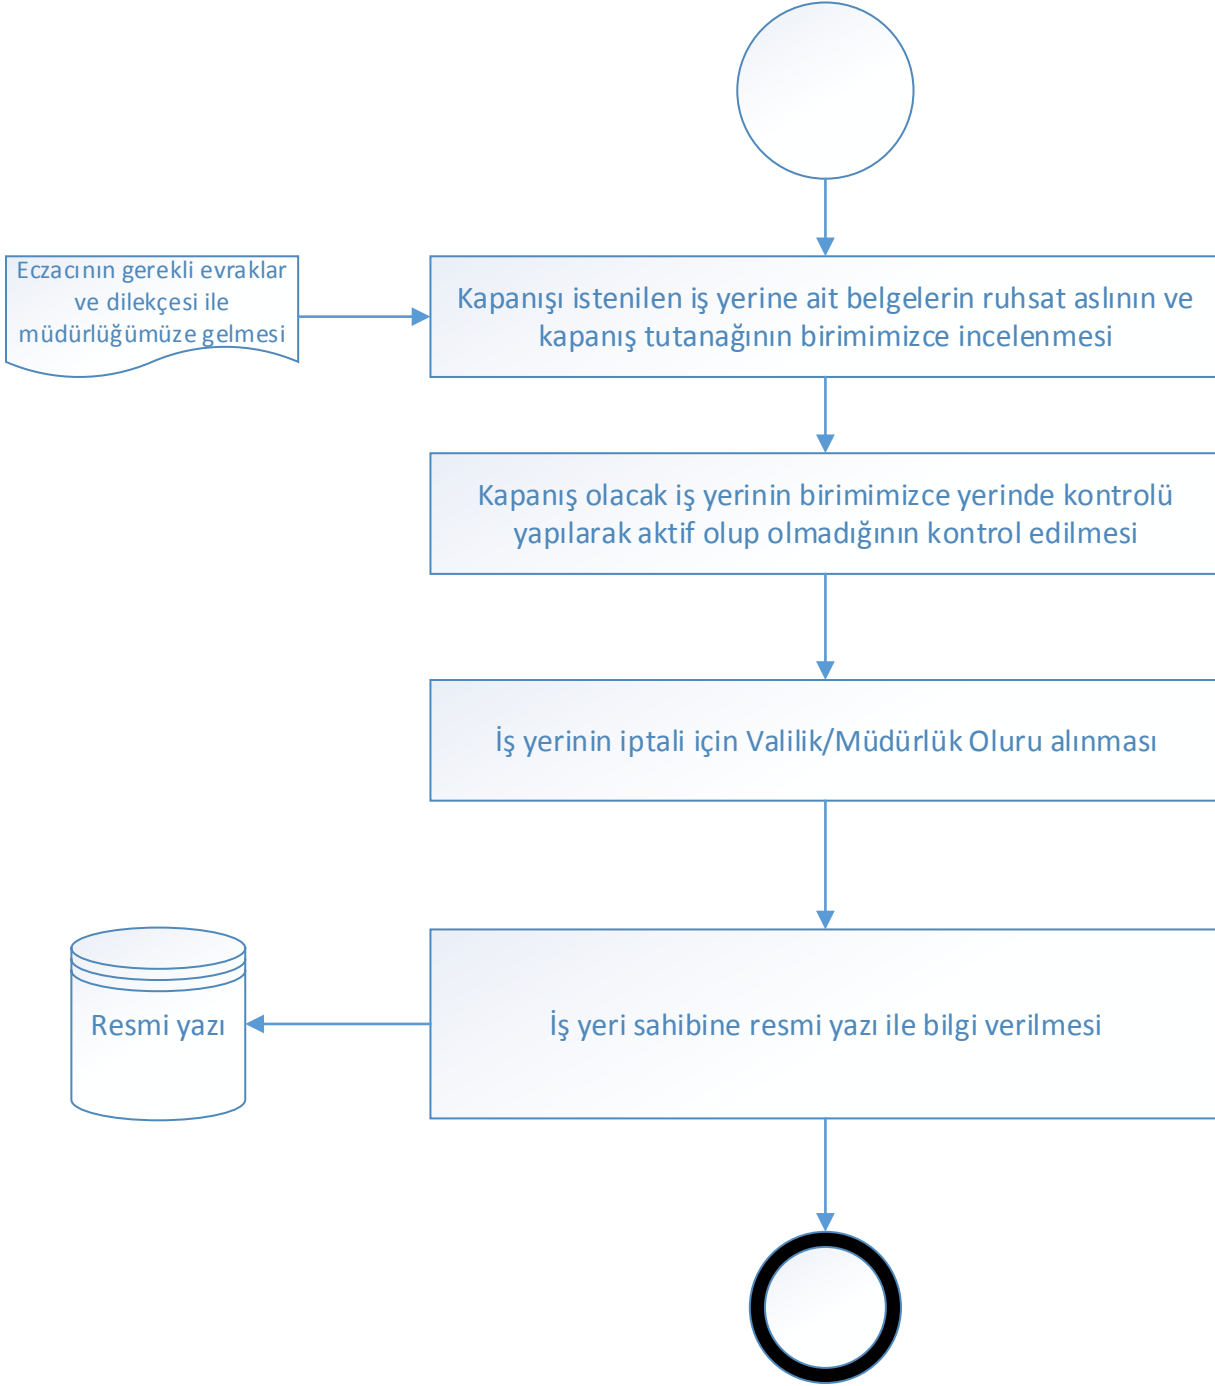 Eczacının gerekli evraklar
ve dilekçesi ile
müdürlüğümüze gelmesi
Kapanışı istenilen iş yerine ait belgelerin ruhsat aslının ve
kapanış tutanağının birimimizce incelenmesi
Kapanış olacak iş yerinin birimimizce yerinde kontrolü
yapılarak aktif olup olmadığının kontrol edilmesi
İş yerinin iptali için Valilik/Müdürlük Oluru alınması
Resmi yazı
İş yeri sahibine resmi yazı ile bilgi verilmesi